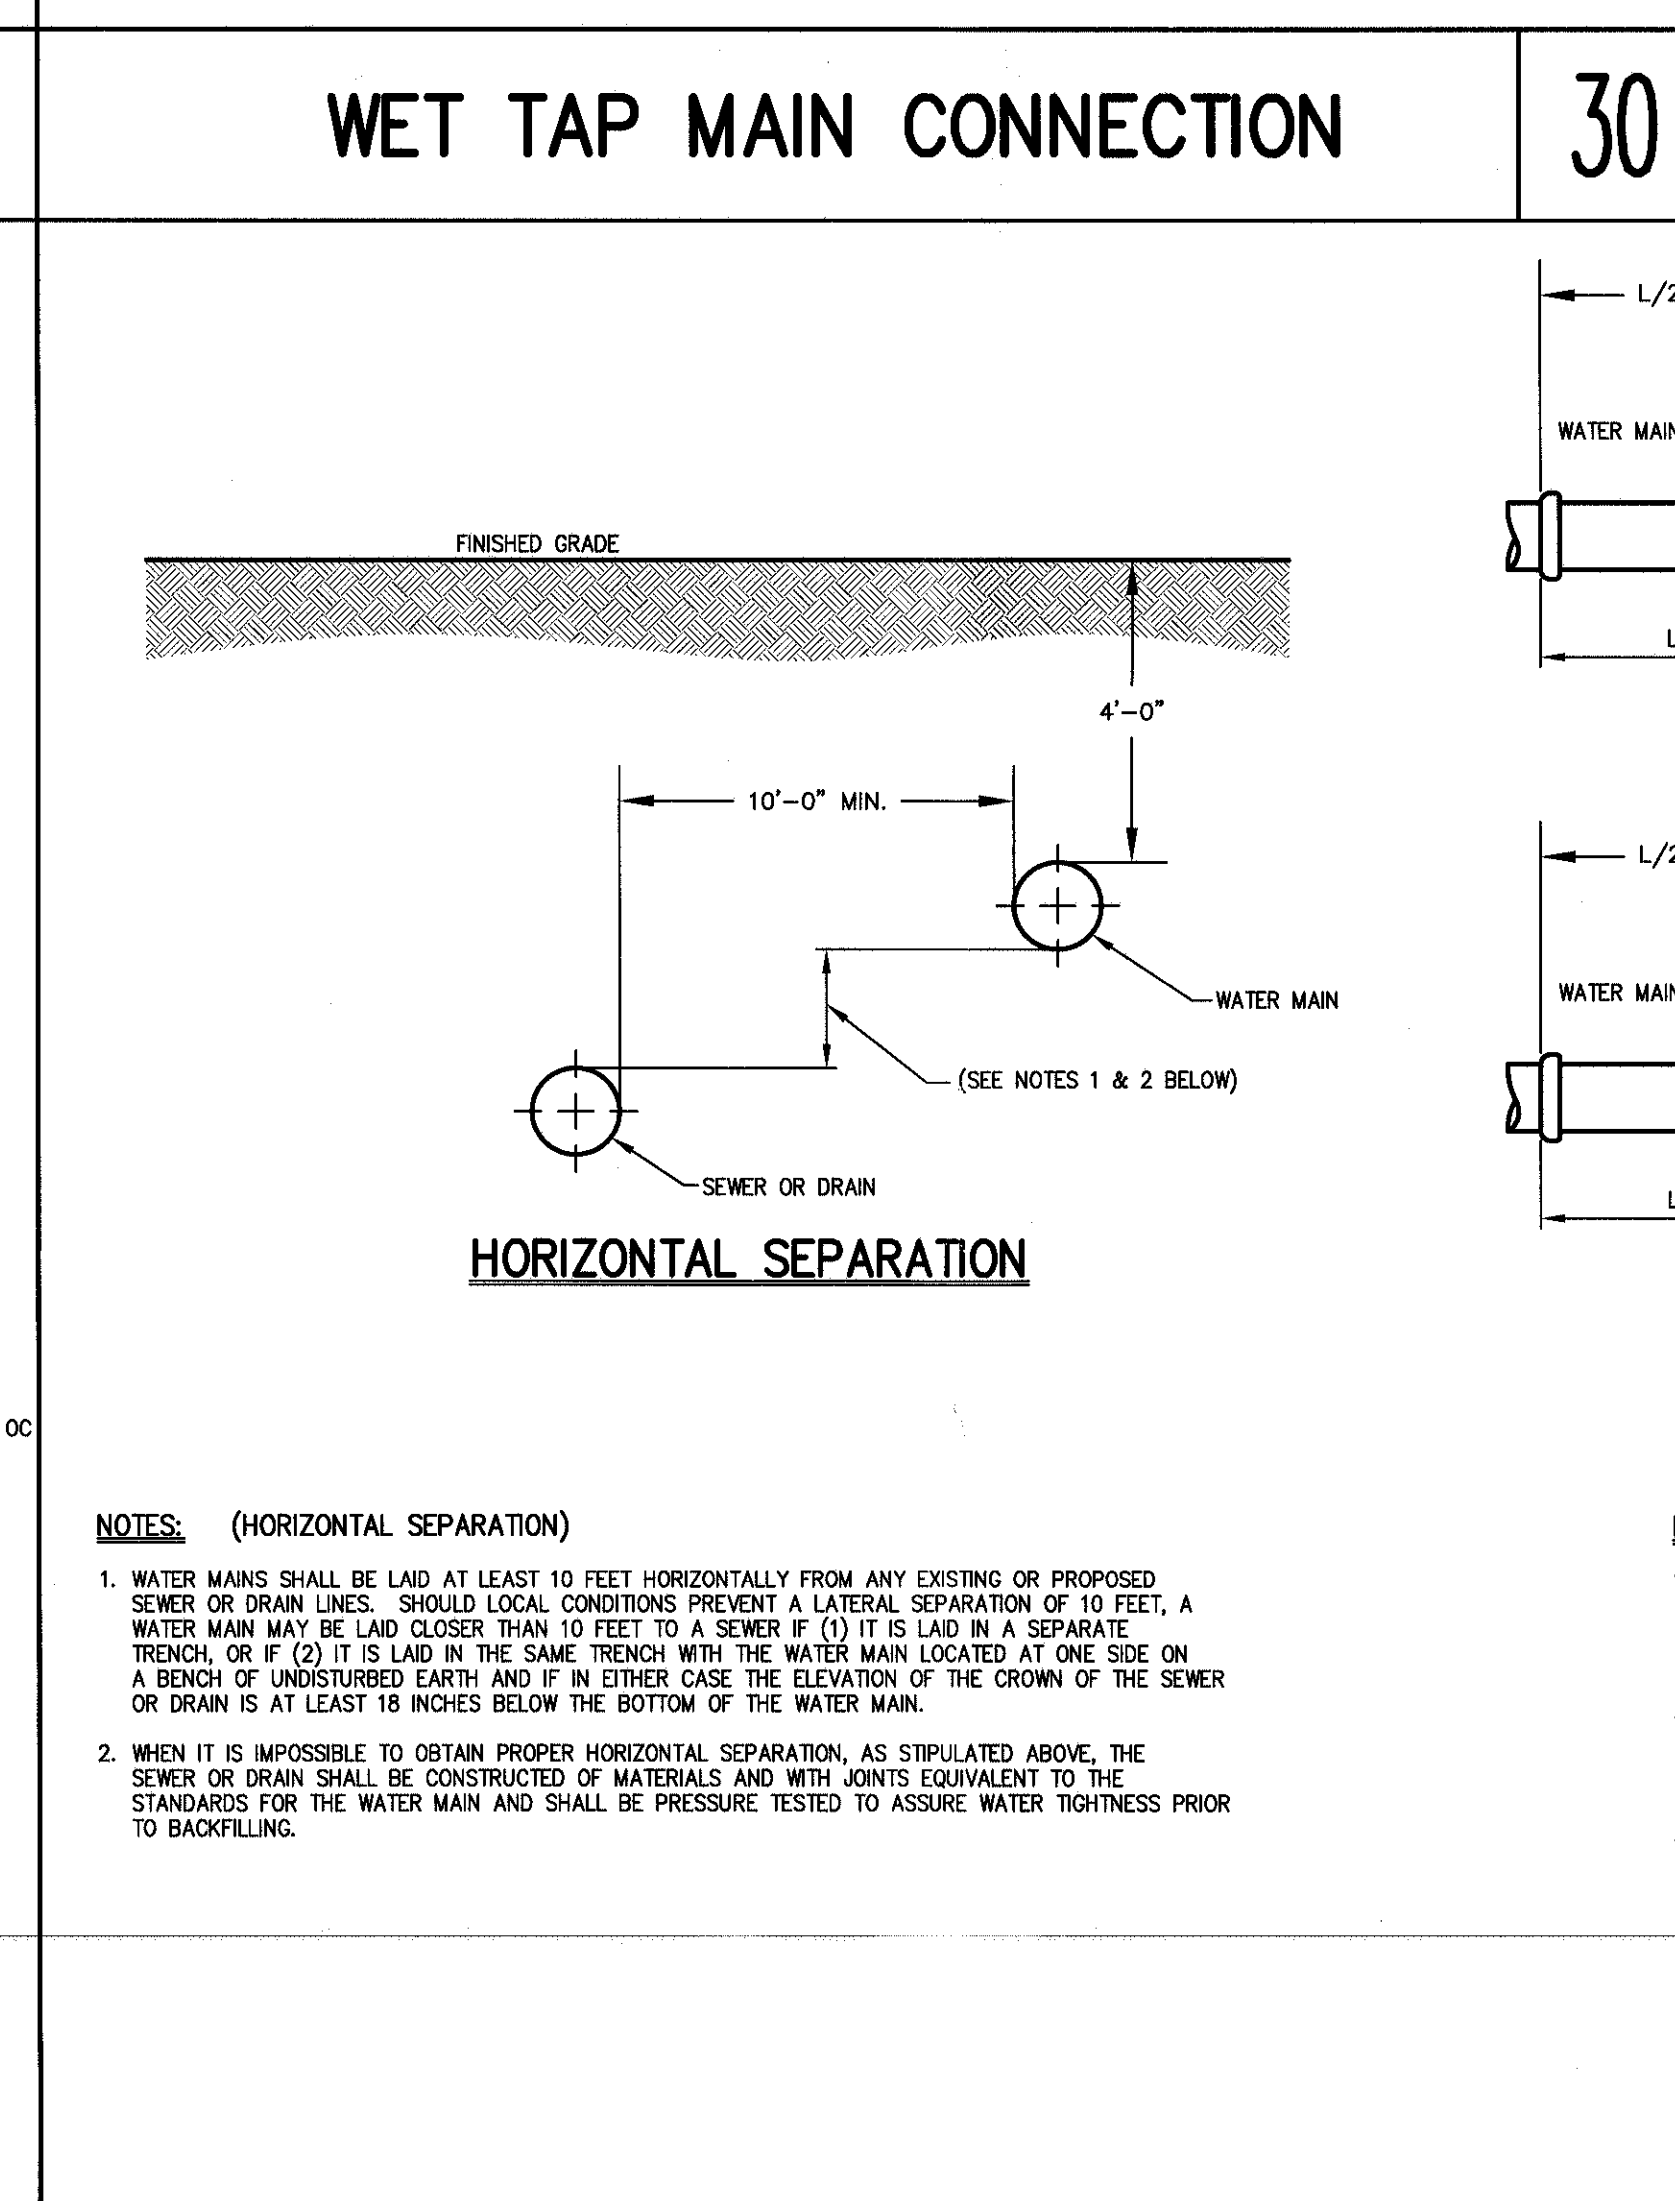 WET TAP MAIN CONNECTION
30
FINISHED GRADE
4'-0"
10'-0" MIN.
WATER MAIN
(SEE NOTES 1 & 2 BELOW)
SEWER OR DRAIN
HORIZONTAL SEPARATION
OC
NOTES: (HORIZONTAL SEPARATION)
1. WATER MAINS SHALL BE LAID AT LEAST 10 FEET HORIZONTALLY FROM ANY EXISTING OR PROPOSED
SEWER OR DRAIN LINES. SHOULD LOCAL CONDITIONS PREVENT A LATERAL SEPARATION OF 10 FEET, A
WATER MAIN MAY BE LAID CLOSER THAN 10 FEET TO A SEWER IF (1) IT IS LAID IN A SEPARATE
TRENCH, OR IF (2) IT IS LAID IN THE SAME TRENCH WITH THE WATER MAIN LOCATED AT ONE SIDE ON
A BENCH OF UNDISTURBED EARTH AND IF IN EITHER CASE THE ELEVATION OF THE CROWN OF THE SEWER
OR DRAIN IS AT LEAST 18 INCHES BELOW THE BOTTOM OF THE WATER MAIN.
2. WHEN IT IS IMPOSSIBLE TO OBTAIN PROPER HORIZONTAL SEPARATION, AS STIPULATED ABOVE, THE
SEWER OR DRAIN SHALL BE CONSTRUCTED OF MATERIALS AND WITH JOINTS EQUIVALENT TO THE
STANDARDS FOR THE WATER MAIN AND SHALL BE PRESSURE TESTED TO ASSURE WATER TIGHTNESS PRIOR
TO BACKFILLING.
L/2
WATER MAIN
L
L/2
WATER MAIN
L